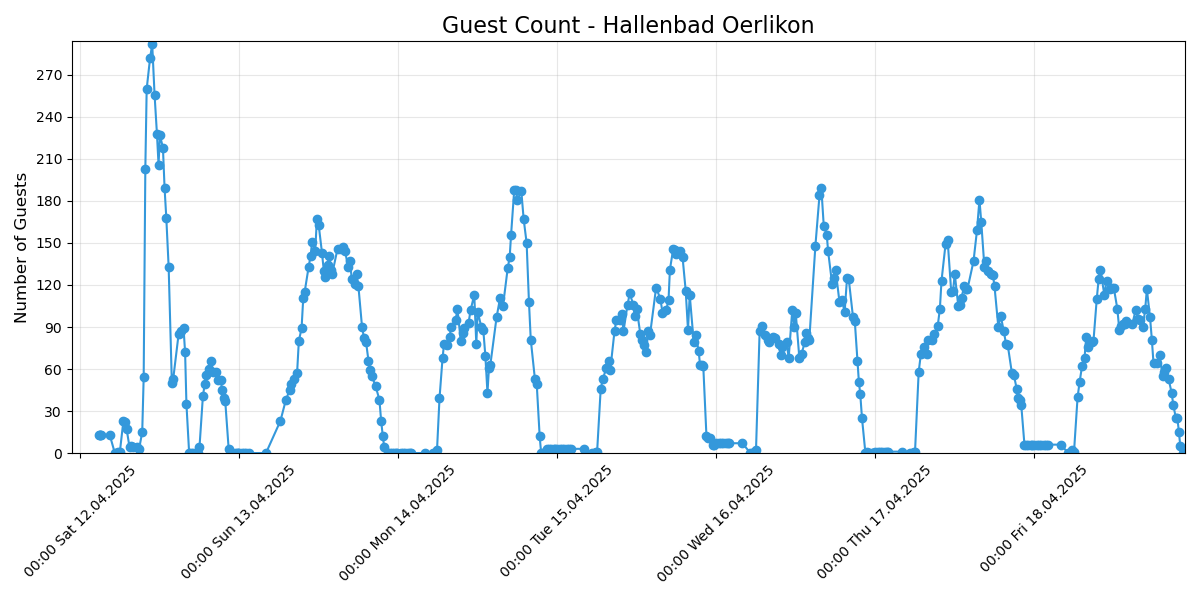 Guest Count - Hallenbad Oerlikon
Number of Guests
270
240
210
180
150
120
90
60
30
0
00:00 Sat 12.04.2025
00:00 Sun 13.04.2025
00:00 Mon 14.04.2025
00:00 Tue 15.04.2025
00:00 Wed 16.04.2025
00:00 Thu 17.04.2025
00:00 Fri 18.04.2025